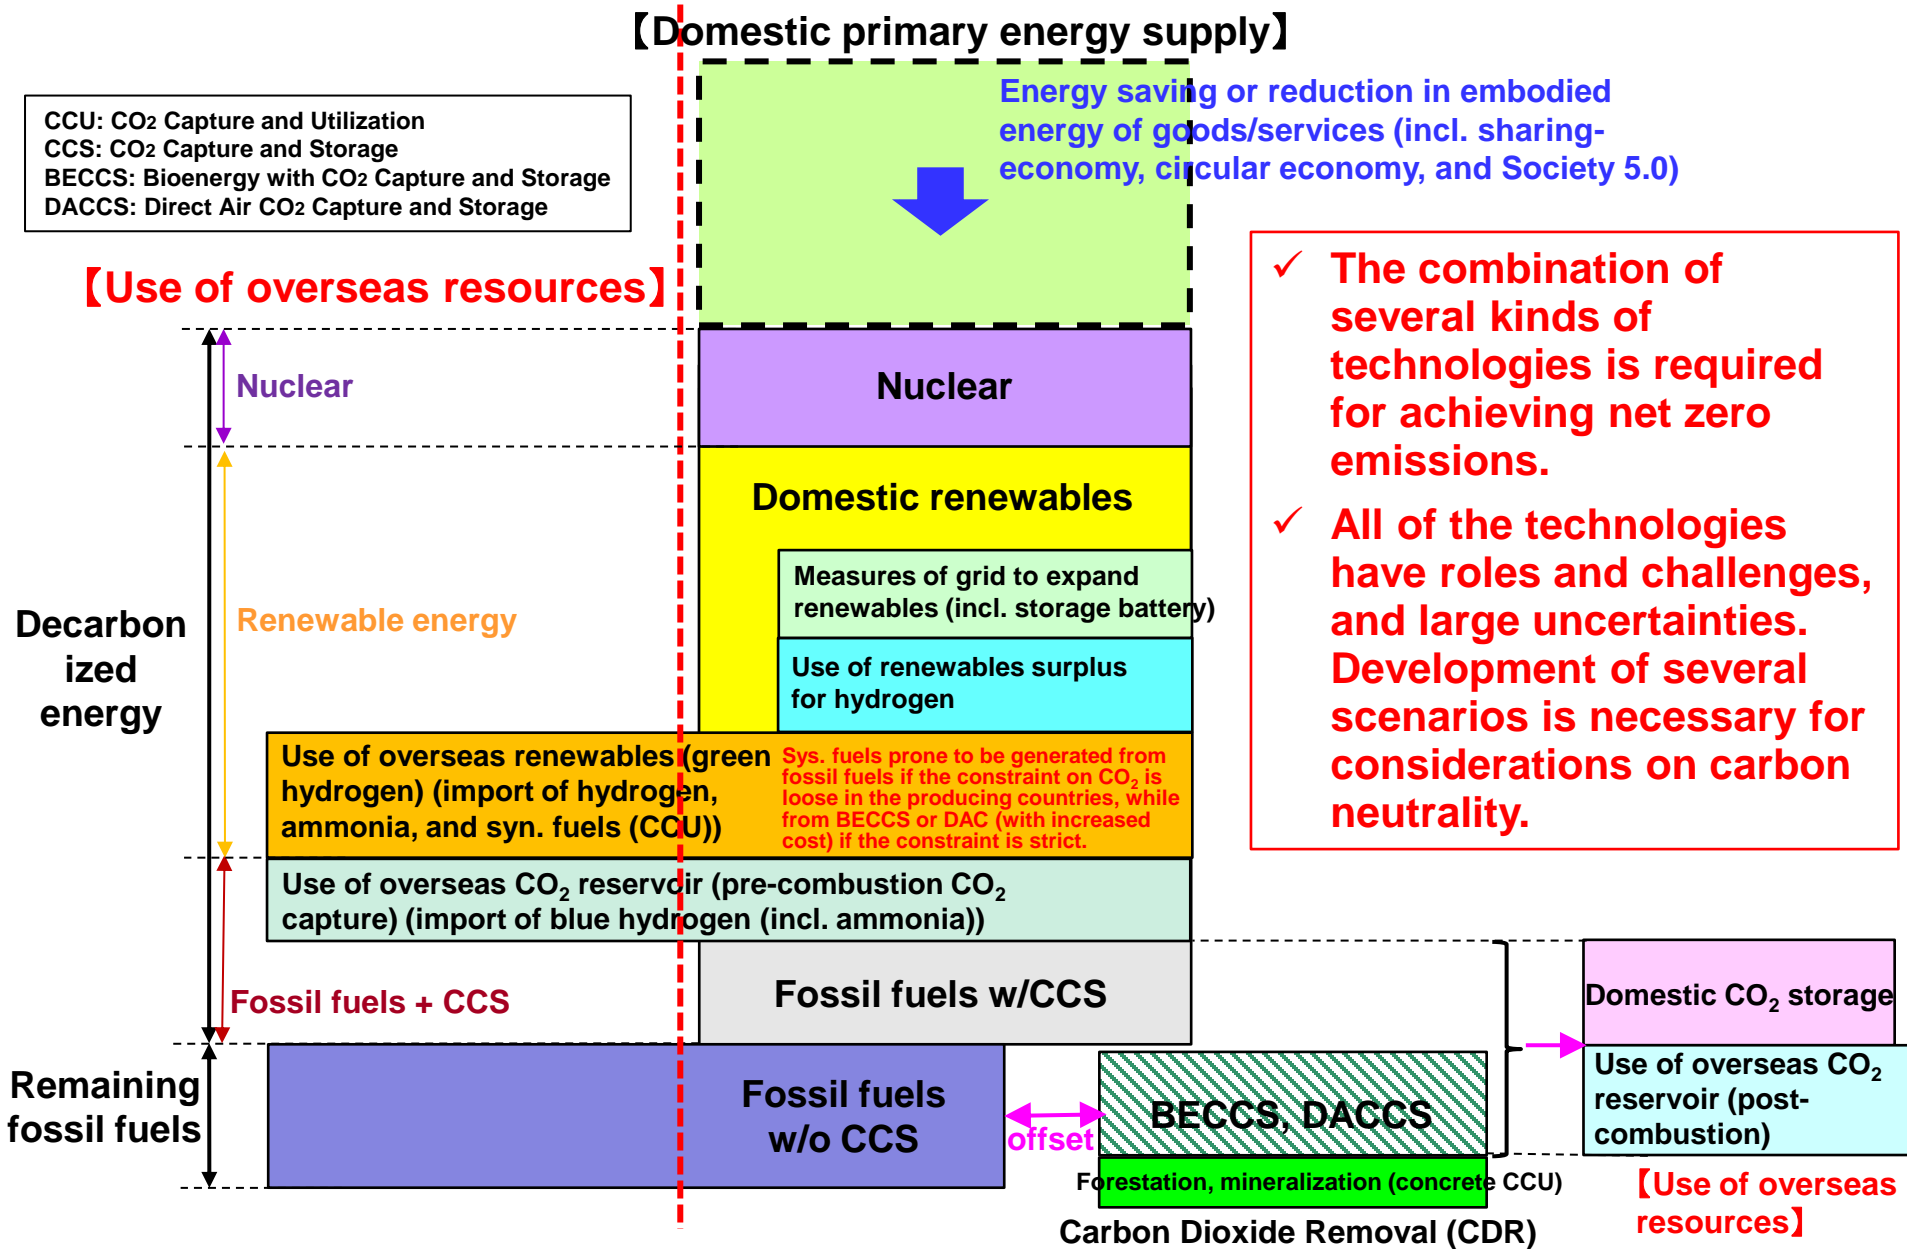 【Domestic primary energy supply】
Energy saving or reduction in embodied
energy of goods/services (incl. sharing-
economy, circular economy, and Society 5.0)
CCU: CO2 Capture and Utilization
CCS: CO2 Capture and Storage
BECCS: Bioenergy with CO2 Capture and Storage
DACCS: Direct Air CO2 Capture and Storage
【Use of overseas resources】
✓ The combination of
several kinds of
technologies is required
for achieving net zero
emissions.
✓ All of the technologies
have roles and challenges,
and large uncertainties.
Development of several
scenarios is necessary for
considerations on carbon
neutrality.
Nuclear
Nuclear
Domestic renewables
Measures of grid to expand
renewables (incl. storage battery)
Renewable energy
Decarbon
ized
energy
Use of renewables surplus
for hydrogen
Use of overseas renewables (green
hydrogen) (import of hydrogen,
ammonia, and syn. fuels (CCU))
Sys. fuels prone to be generated from
fossil fuels if the constraint on CO2 is
loose in the producing countries, while
from BECCS or DAC (with increased
cost) if the constraint is strict.
Use of overseas CO2 reservoir (pre-combustion CO2
capture) (import of blue hydrogen (incl. ammonia))
Fossil fuels + CCS
Fossil fuels w/CCS
Domestic CO2 storage
Remaining
fossil fuels
Fossil fuels
w/o CCS
offset
BECCS, DACCS
Use of overseas CO2
reservoir (post-
combustion)
Forestation, mineralization (concrete CCU)
Carbon Dioxide Removal (CDR)
【Use of overseas
resources】